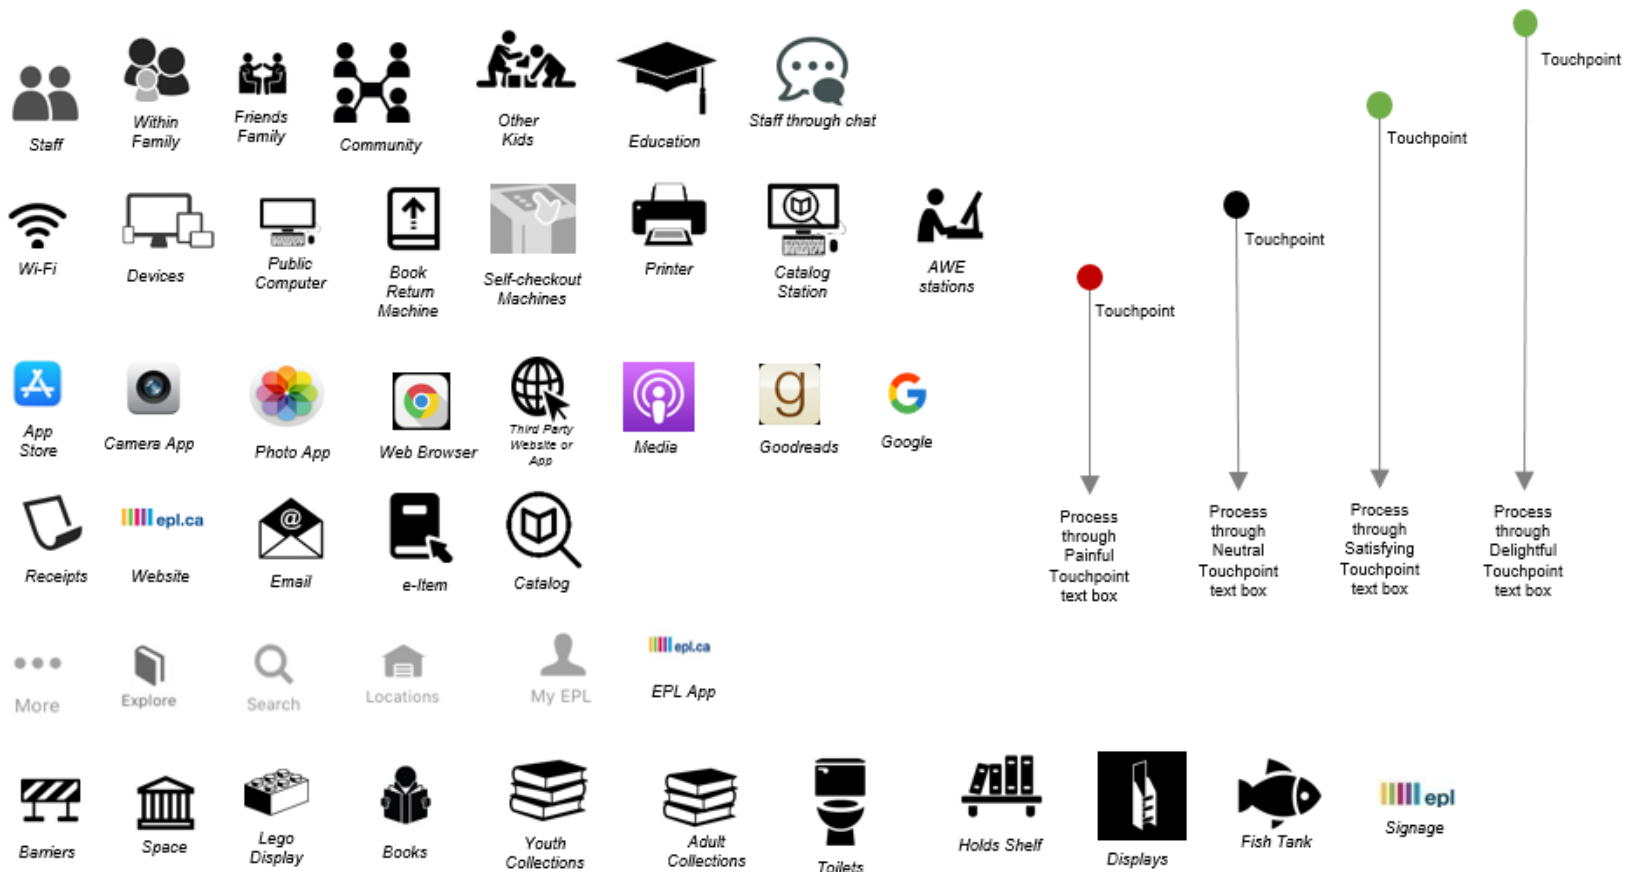 Staff
Within
Family
Friends
Family
Community
Other
Kids
Education
Staff through chat
Wi-Fi
Devices
Public
Computer
Book
Return
Machine
Self-checkout
Machines
Printer
Catalog
Station
AWE
stations
App
Store
Camera App
Photo App
Web Browser
Third Party
Website or
App
Media
g
Goodreads
G
Google
Receipts
epl.ca
Website
@
Email
e-Item
Catalog
More
Explore
Search
Locations
My EPL
epl.ca
EPL App
Barriers
Space
Lego
Display
Books
Youth
Collections
Adult
Collections
Toilets
Holds Shelf
Displays
Fish Tank
epl
Signage
Touchpoint
Process
through
Painful
Touchpoint
text box
Touchpoint
Process
through
Neutral
Touchpoint
text box
Touchpoint
Process
through
Satisfying
Touchpoint
text box
Touchpoint
Process
through
Delightful
Touchpoint
text box